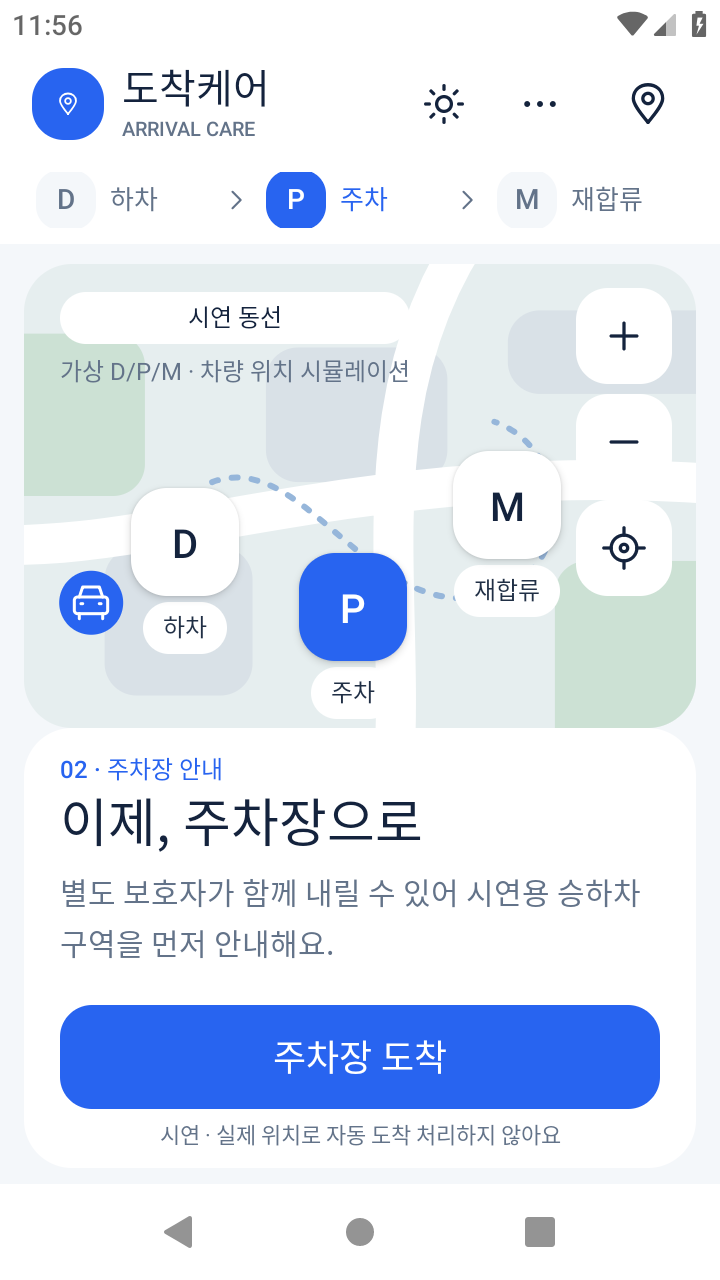 11:56
도착케어
ARRIVAL CARE
D 하차 P 주차 M 재합류
시연 동선
가상 D/P/M · 차량 위치 시뮬레이션
M
D
재합류
P
하차
주차
02 · 주차장 안내
이제, 주차장으로
별도 보호자가 함께 내릴 수 있어 시연용 승하차
구역을 먼저 안내해요.
주차장 도착
시연 · 실제 위치로 자동 도착 처리하지 않아요